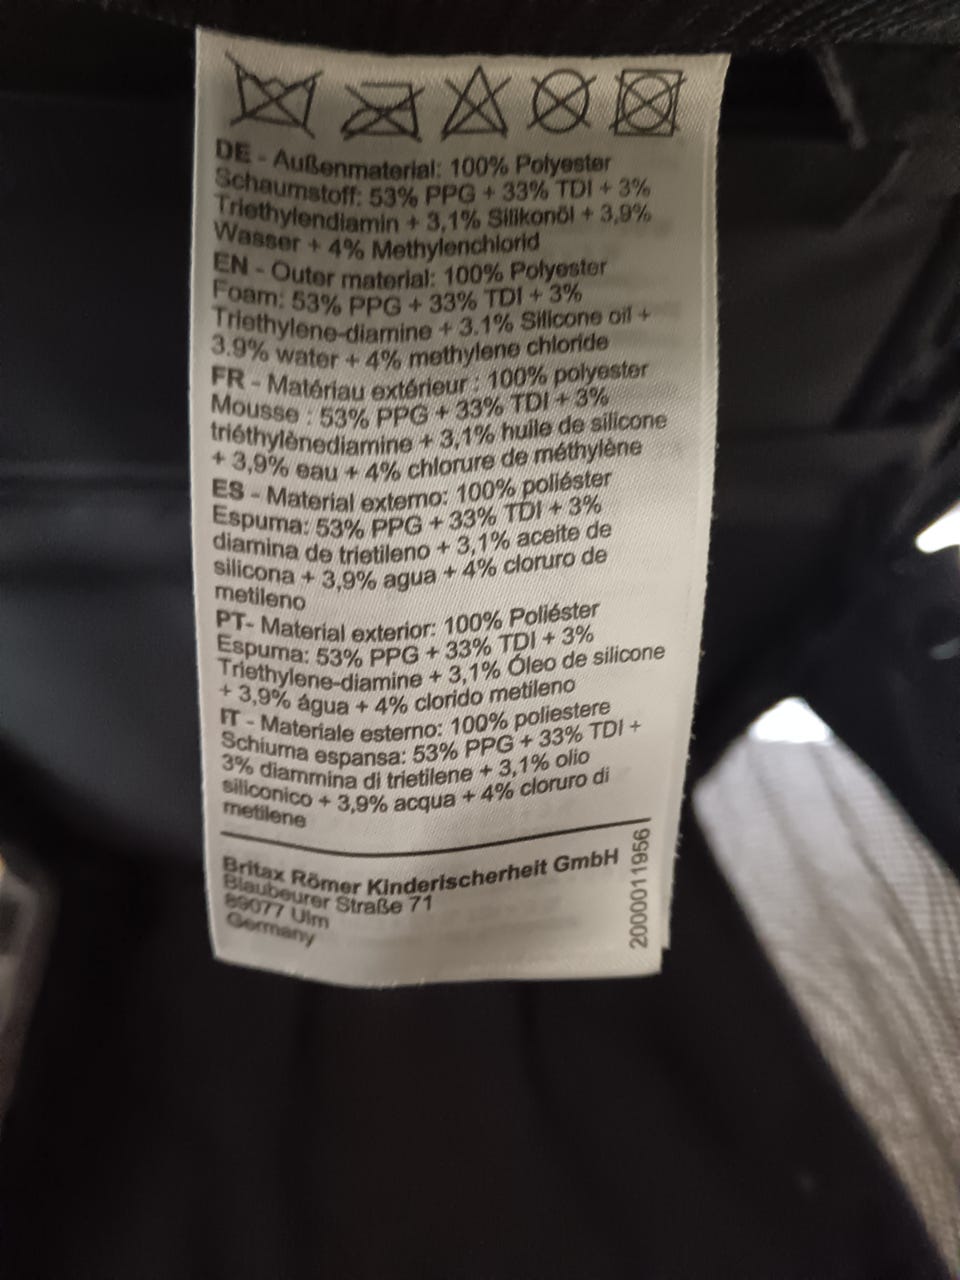 DE - Außenmaterial: 100% Polyester
Schaumstoff: 53% PPG + 33% TDI + 3%
Triethylendiamin + 3,1% Silikonöl + 3,9%
Wasser + 4% Methylenchlorid
EN - Outer material: 100% Polyester
Foam: 53% PPG + 33% TDI + 3%
Triethylene-diamine + 3.1% Silicone oil +
3.9% water + 4% methylene chloride
FR - Matériau extérieur : 100% polyester
Mousse : 53% PPG + 33% TDI + 3%
triéthylènediamine + 3,1% huile de silicone
+ 3,9% eau + 4% chlorure de méthylène
ES - Material externo: 100% poliéster
Espuma: 53% PPG + 33% TDI + 3%
diamina de trietileno + 3,1% aceite de
silicona + 3,9% agua + 4% cloruro de
metileno
PT- Material exterior: 100% Poliéster
Espuma: 53% PPG + 33% TDI + 3%
Triethylene-diamine + 3,1% Óleo de silicone
+ 3,9% água + 4% clorido metileno
IT - Materiale esterno: 100% poliestere
Schiuma espansa: 53% PPG + 33% TDI +
3% diammina di trietilene + 3,1% olio
siliconico + 3,9% acqua + 4% cloruro di
metilene
Britax Römer Kinderischerheit GmbH
Blaubeurer Straße 71
89077 Ulm
Germany
2000011956